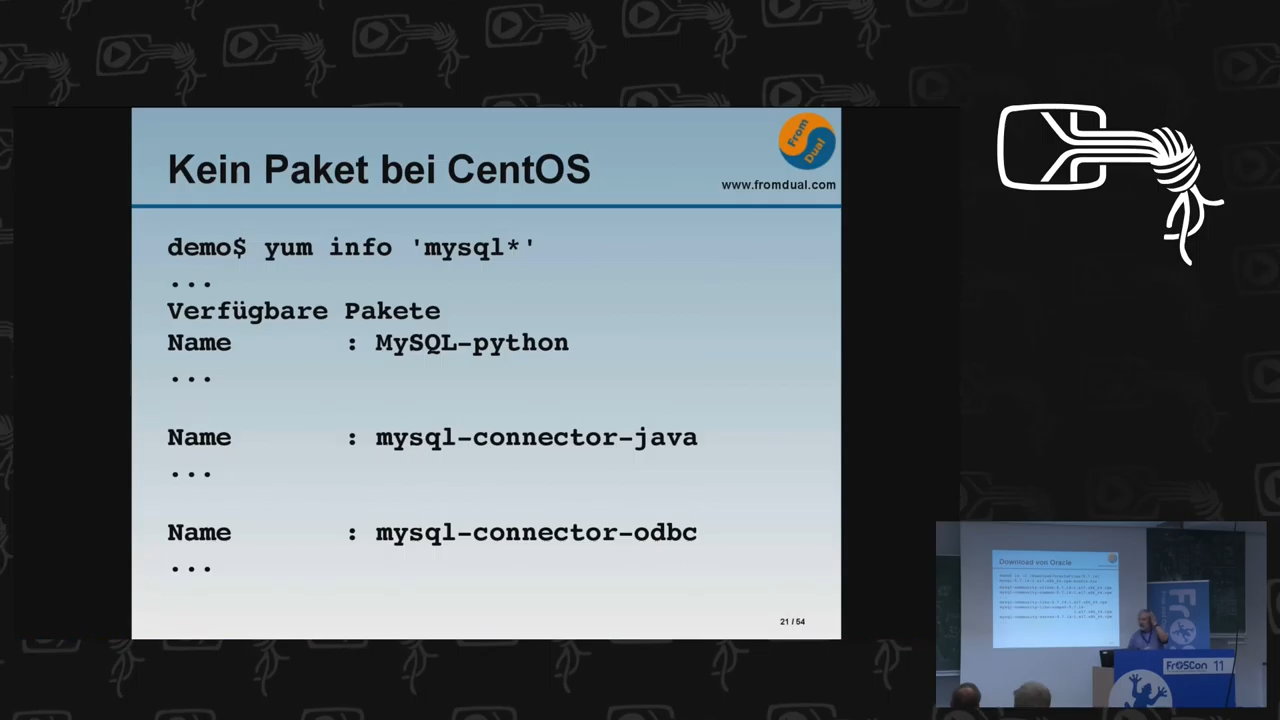 Kein Paket bei CentOS
From
Dual
www.fromdual.com
demo$ yum info 'mysql*'
...
Verfügbare Pakete
Name : MySQL-python
...
Name : mysql-connector-java
...
Name : mysql-connector-odbc
...
21 / 54
Download von Oracle
FrOSCon 11